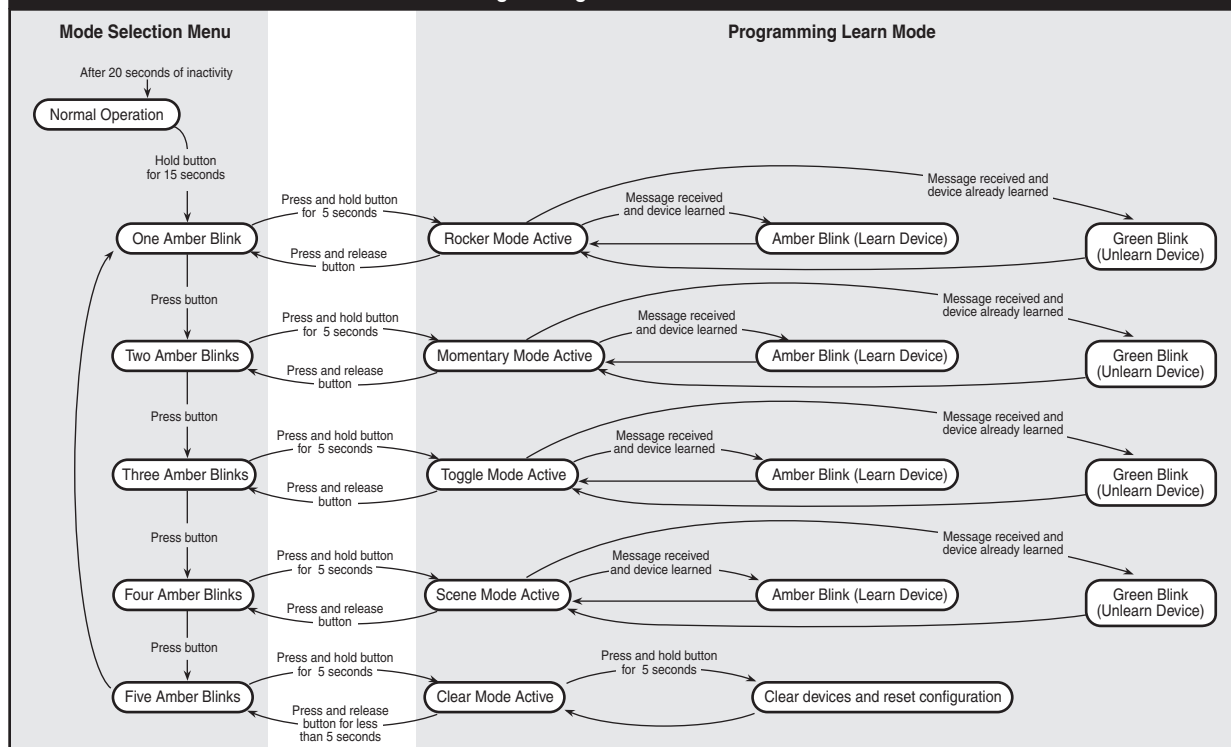 Mode Selection Menu
Programming Learn Mode
After 20 seconds of inactivity
Normal Operation
Hold button
for 15 seconds
Press and hold button
for 5 seconds
Message received
and device learned
Message received and
device already learned
One Amber Blink
Rocker Mode Active
Amber Blink (Learn Device)
Green Blink
(Unlearn Device)
Press and release
button
Press button
Press and hold button
for 5 seconds
Message received
and device learned
Message received and
device already learned
Two Amber Blinks
Momentary Mode Active
Amber Blink (Learn Device)
Green Blink
(Unlearn Device)
Press and release
button
Press button
Press and hold button
for 5 seconds
Message received
and device learned
Message received and
device already learned
Three Amber Blinks
Toggle Mode Active
Amber Blink (Learn Device)
Green Blink
(Unlearn Device)
Press and release
button
Press button
Press and hold button
for 5 seconds
Message received
and device learned
Message received and
device already learned
Four Amber Blinks
Scene Mode Active
Amber Blink (Learn Device)
Green Blink
(Unlearn Device)
Press and release
button
Press button
Press and hold button
for 5 seconds
Press and hold button
for 5 seconds
Five Amber Blinks
Clear Mode Active
Clear devices and reset configuration
Press and release
button for less
than 5 seconds